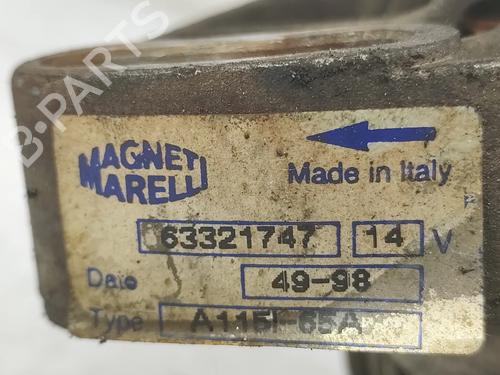 MAGNETI
MARELLI
Made in Italy
63321747
14 V
Date 49-98
Type A115I-65A
B-PARTS